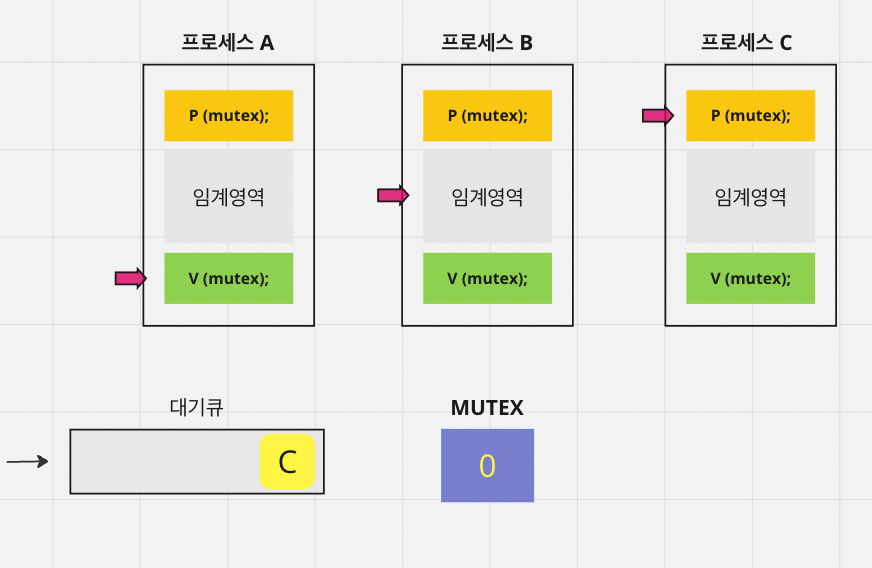 프로세스 A
프로세스 B
프로세스 C
P (mutex);
P (mutex);
P (mutex);
임계영역
임계영역
임계영역
V (mutex);
V (mutex);
V (mutex);
대기큐
MUTEX
C
0